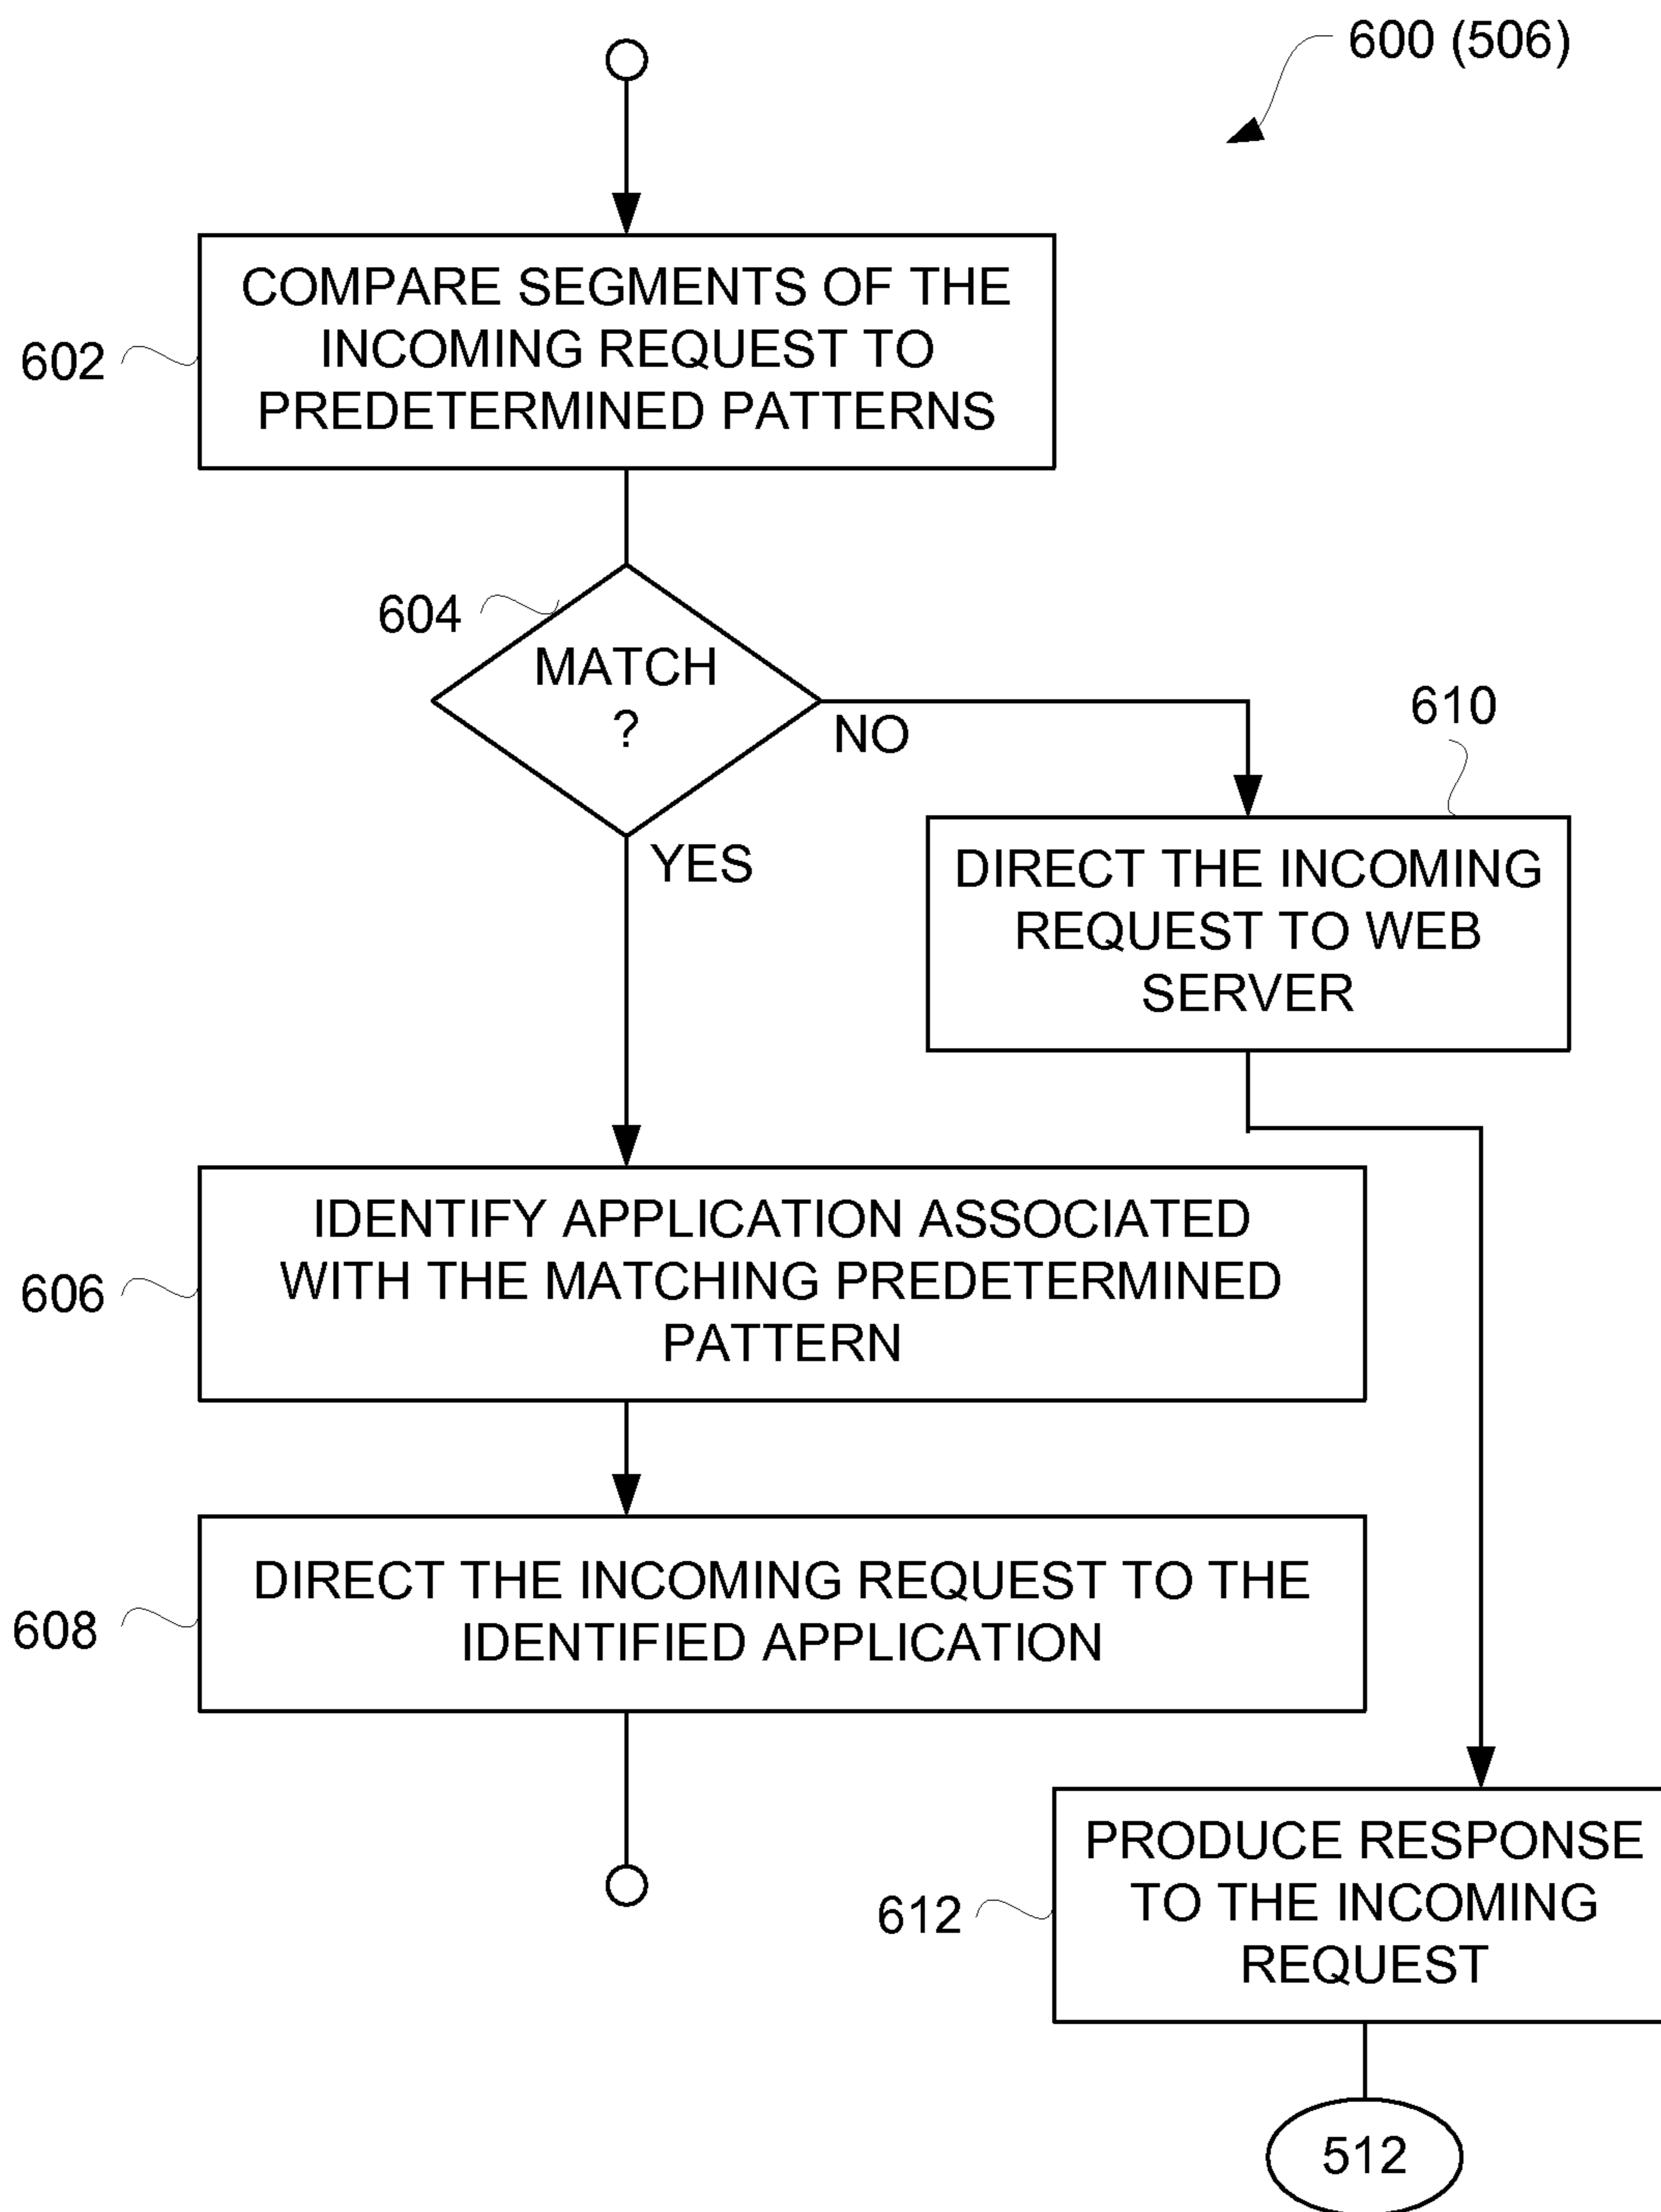 600 (506)
COMPARE SEGMENTS OF THE
INCOMING REQUEST TO
PREDETERMINED PATTERNS
602
604
MATCH
?
NO
YES
610
DIRECT THE INCOMING
REQUEST TO WEB
SERVER
IDENTIFY APPLICATION ASSOCIATED
WITH THE MATCHING PREDETERMINED
PATTERN
606
DIRECT THE INCOMING REQUEST TO THE
IDENTIFIED APPLICATION
608
PRODUCE RESPONSE
TO THE INCOMING
REQUEST
612
512